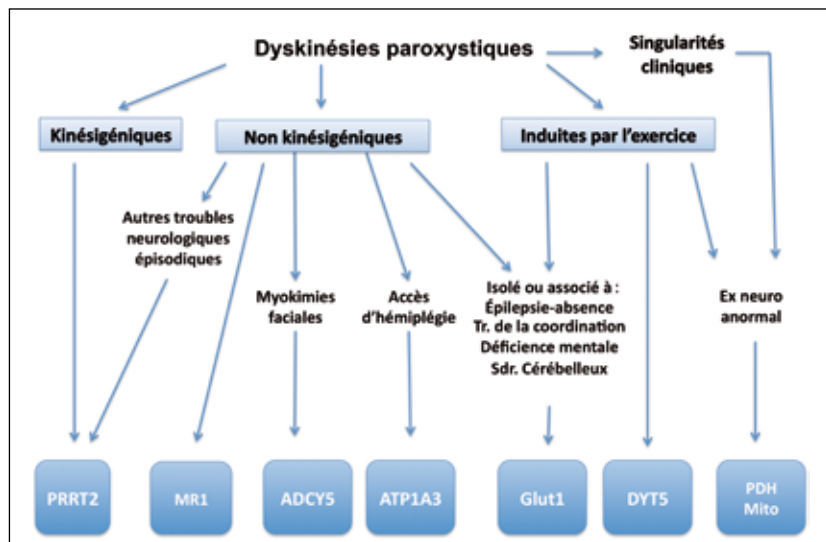 Dyskinésies paroxystiques
Singularités
cliniques
Kinésigéniques
Non kinésigéniques
Induites par l'exercice
Autres troubles
neurologiques
épisodiques
Myokimies
faciales
Accès
d'hémiplégie
Isolé ou associé à :
Épilepsie-absence
Tr. de la coordination
Déficience mentale
Sdr. Cérébelleux
Ex neuro
anormal
PRRT2
MR1
ADCY5
ATP1A3
Glut1
DYT5
PDH
Mito